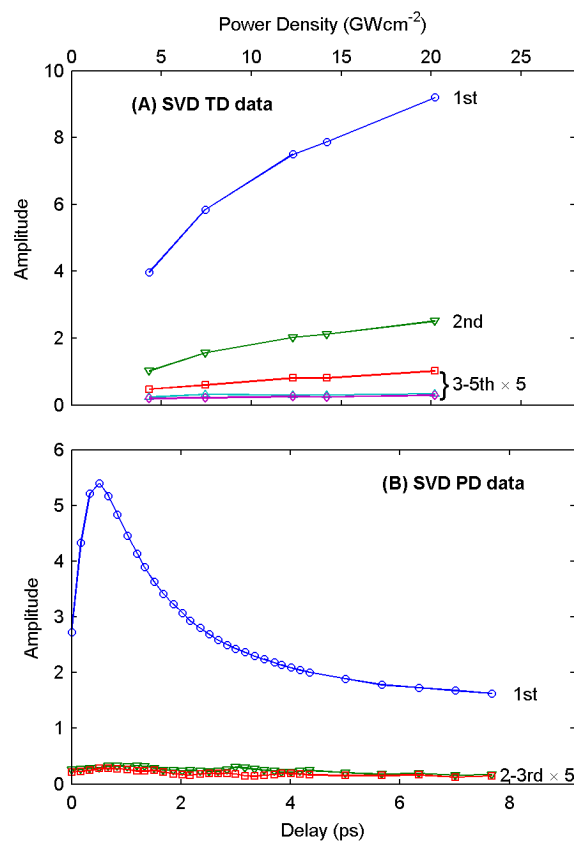 Power Density (GWcm-2)
0 5 10 15 20 25
10
8
6
4
2
0
Amplitude
(A) SVD TD data
1st
2nd
}3-5th × 5
6
5
4
3
2
1
0
Amplitude
(B) SVD PD data
1st
2-3rd × 5
0 2 4 6 8
Delay (ps)